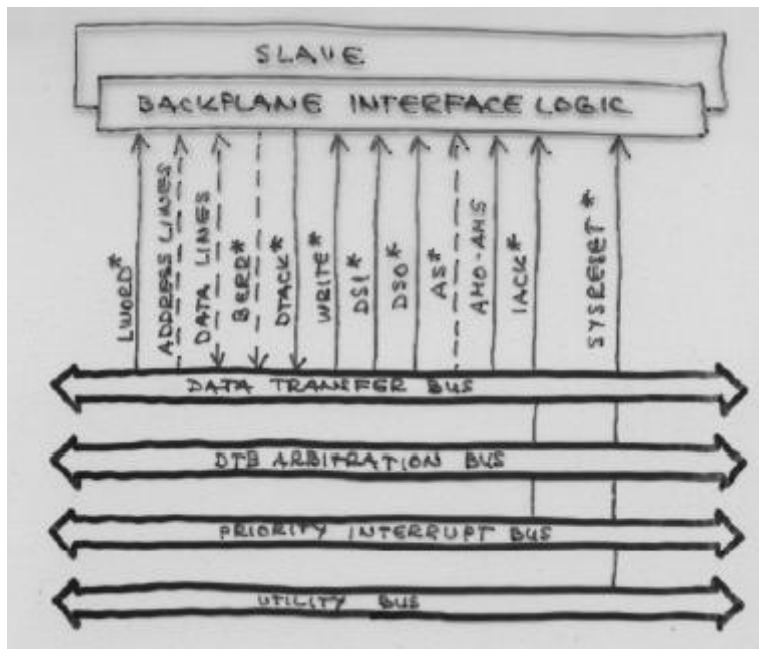 SLAVE
BACKPLANE INTERFACE LOGIC
LWORD*
ADDRESS LINES
DATA LINES
BERR*
DTACK*
WRITE*
DS1*
DS0*
AS*
AM0-AM5
IACK*
SYSRESET*
DATA TRANSFER BUS
DTB ARBITRATION BUS
PRIORITY INTERRUPT BUS
UTILITY BUS